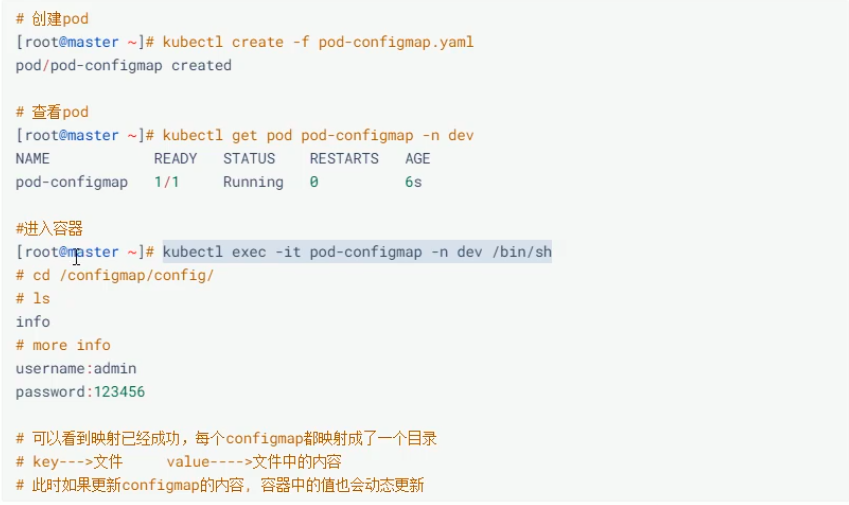 # 创建pod
[root@master ~]# kubectl create -f pod-configmap.yaml
pod/pod-configmap created
# 查看pod
[root@master ~]# kubectl get pod pod-configmap -n dev
NAME READY STATUS RESTARTS AGE
pod-configmap 1/1 Running 0 6s
#进入容器
[root@master ~]# kubectl exec -it pod-configmap -n dev /bin/sh
# cd /configmap/config/
# ls
info
# more info
username:admin
password:123456
# 可以看到映射已经成功，每个configmap都映射成了一个目录
# key--->文件 value---->文件中的内容
# 此时如果更新configmap的内容, 容器中的值也会动态更新